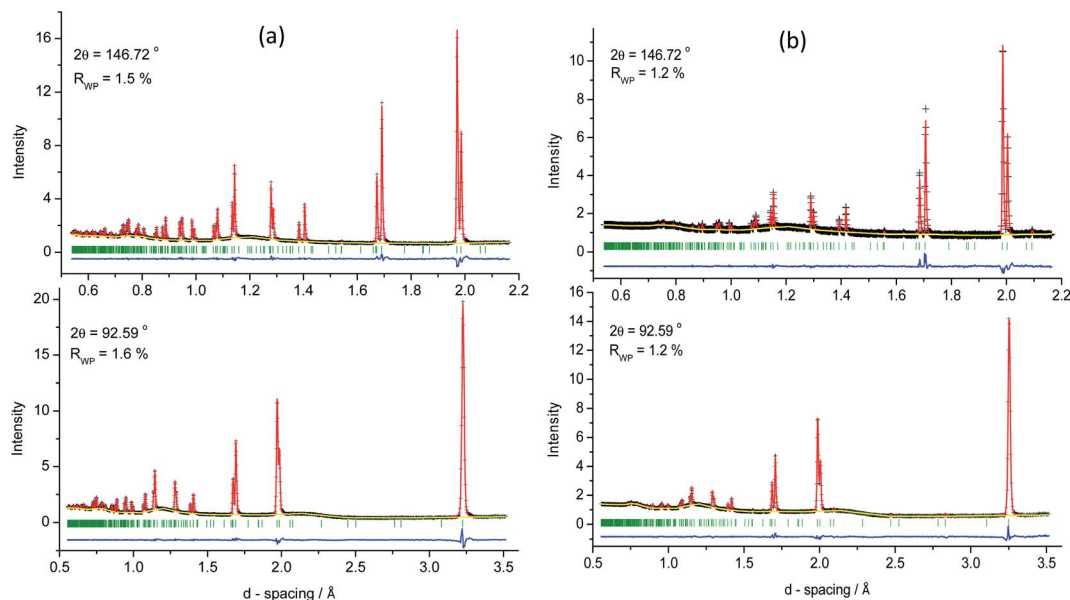 (a)
2θ = 146.72 °
R_WP = 1.5 %
Intensity
16
12
8
4
0
0.6 0.8 1.0 1.2 1.4 1.6 1.8 2.0 2.2
2θ = 92.59 °
R_WP = 1.6 %
Intensity
20
15
10
5
0
0.5 1.0 1.5 2.0 2.5 3.0 3.5
d - spacing / Å
(b)
2θ = 146.72 °
R_WP = 1.2 %
Intensity
10
8
6
4
2
0
0.4 0.6 0.8 1.0 1.2 1.4 1.6 1.8 2.0 2.2
2θ = 92.59 °
R_WP = 1.2 %
Intensity
16
14
12
10
8
6
4
2
0
0.5 1.0 1.5 2.0 2.5 3.0 3.5
d - spacing / Å